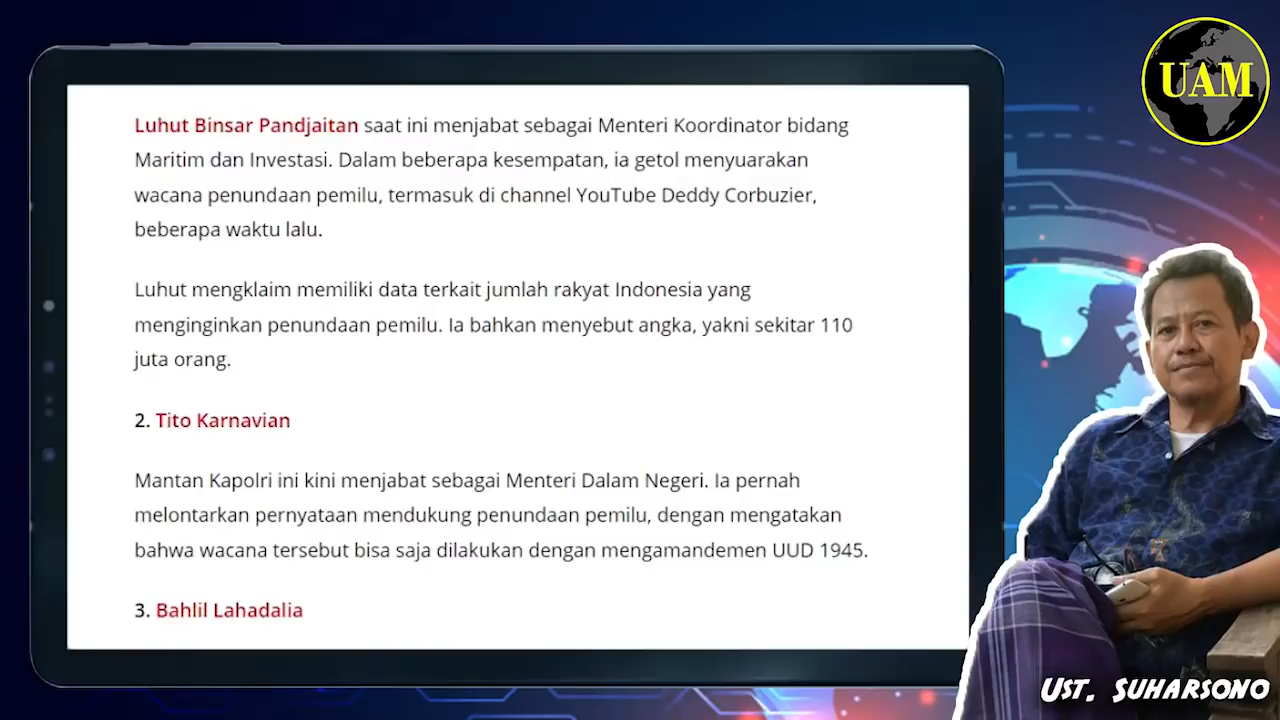 UAM
Luhut Binsar Pandjaitan saat ini menjabat sebagai Menteri Koordinator bidang
Maritim dan Investasi. Dalam beberapa kesempatan, ia getol menyuarakan
wacana penundaan pemilu, termasuk di channel YouTube Deddy Corbuzier,
beberapa waktu lalu.
Luhut mengklaim memiliki data terkait jumlah rakyat Indonesia yang
menginginkan penundaan pemilu. Ia bahkan menyebut angka, yakni sekitar 110
juta orang.
2. Tito Karnavian
Mantan Kapolri ini kini menjabat sebagai Menteri Dalam Negeri. Ia pernah
melontarkan pernyataan mendukung penundaan pemilu, dengan mengatakan
bahwa wacana tersebut bisa saja dilakukan dengan mengamandemen UUD 1945.
3. Bahlil Lahadalia
UST. SUHARSONO